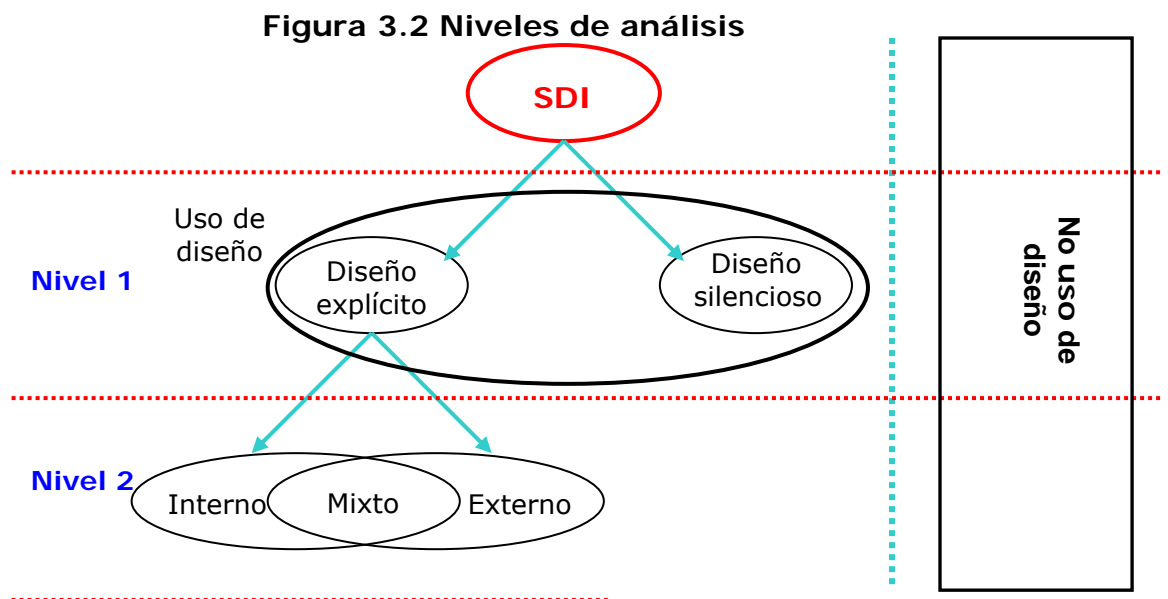 Figura 3.2 Niveles de análisis
SDI
Uso de
diseño
Nivel 1
Diseño
explícito
Diseño
silencioso
No uso de
diseño
Nivel 2
Interno
Mixto
Externo